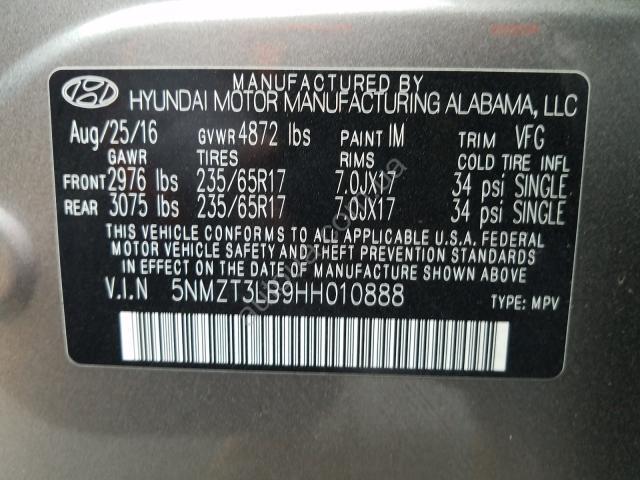 MANUFACTURED BY
HYUNDAI MOTOR MANUFACTURING ALABAMA, LLC
Aug/25/16 GVWR 4872 lbs PAINT IM TRIM VFG
GAWR TIRES RIMS COLD TIRE INFL
FRONT 2976 lbs 235/65R17 7.0JX17 34 psi SINGLE
REAR 3075 lbs 235/65R17 7.0JX17 34 psi SINGLE
THIS VEHICLE CONFORMS TO ALL APPLICABLE U.S.A. FEDERAL
MOTOR VEHICLE SAFETY AND THEFT PREVENTION STANDARDS
IN EFFECT ON THE DATE OF MANUFACTURE SHOWN ABOVE.
V.I.N 5NMZT3LB9HH010888 TYPE: MPV